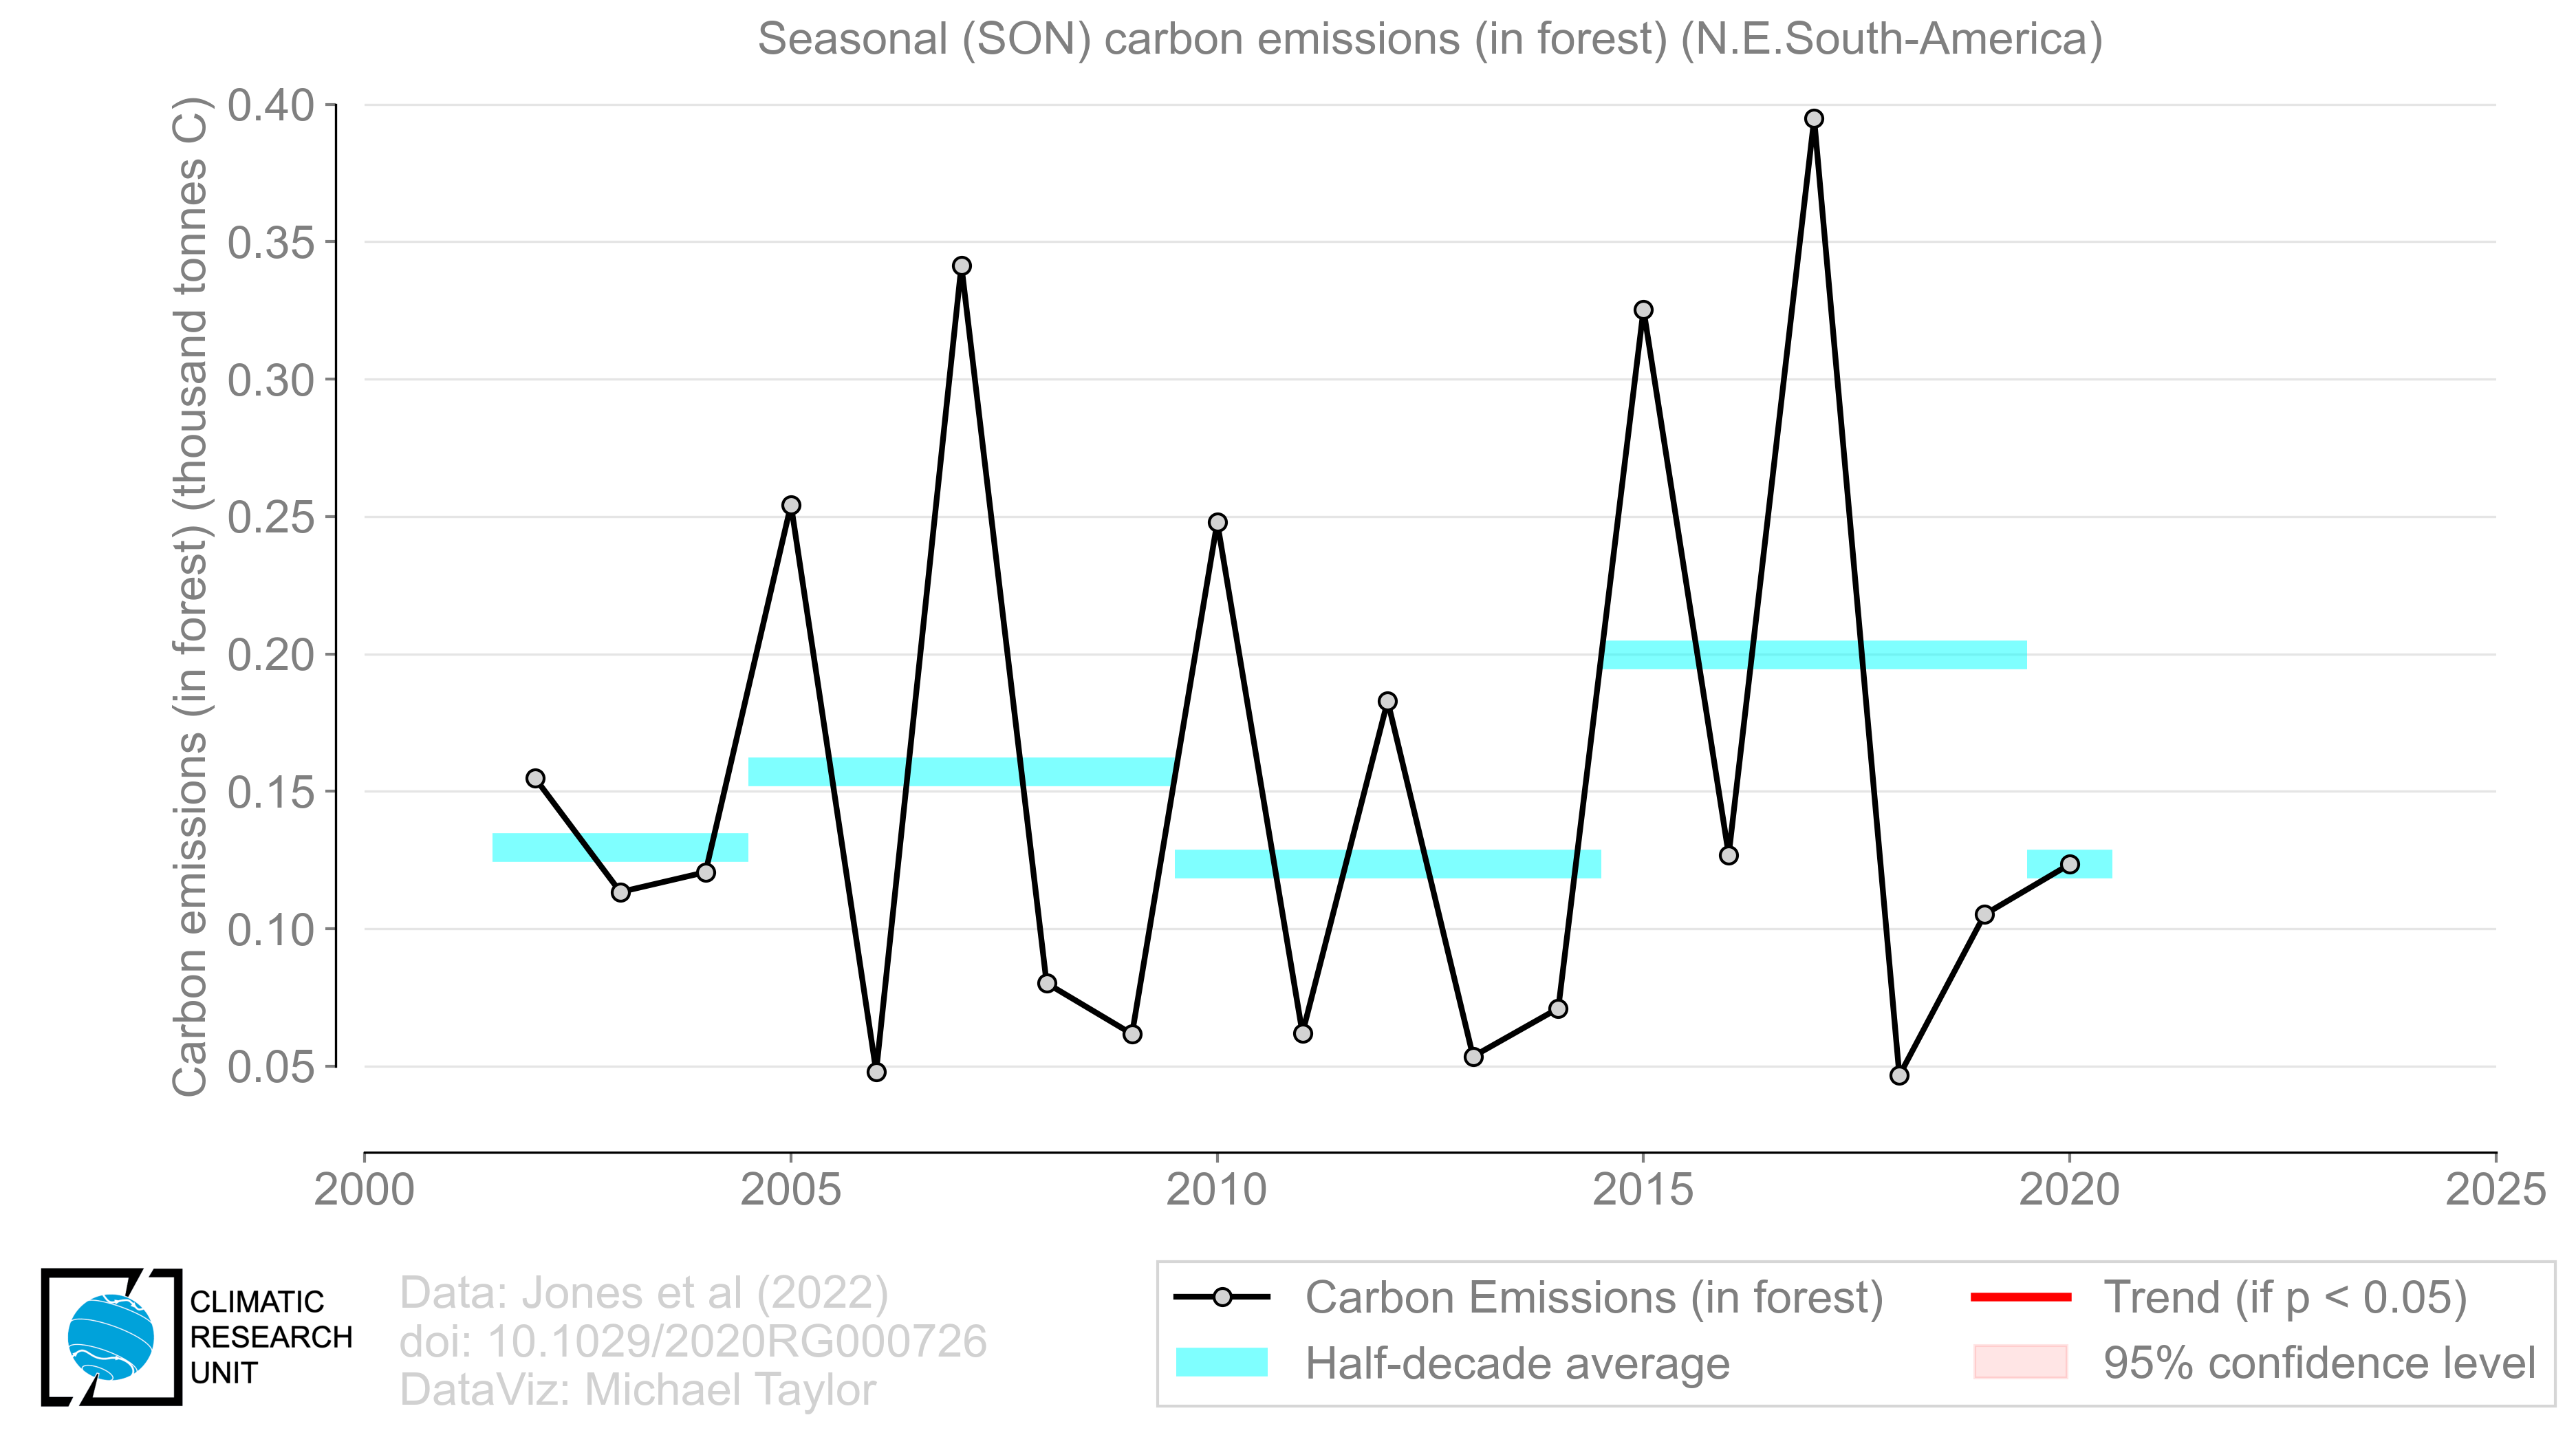 Seasonal (SON) carbon emissions (in forest) (N.E.South-America)
Carbon emissions (in forest) (thousand tonnes C)
0.40
0.35
0.30
0.25
0.20
0.15
0.10
0.05
2000
2005
2010
2015
2020
2025
CLIMATIC
RESEARCH
UNIT
Data: Jones et al (2022)
doi: 10.1029/2020RG000726
DataViz: Michael Taylor
Carbon Emissions (in forest)
Half-decade average
Trend (if p < 0.05)
95% confidence level